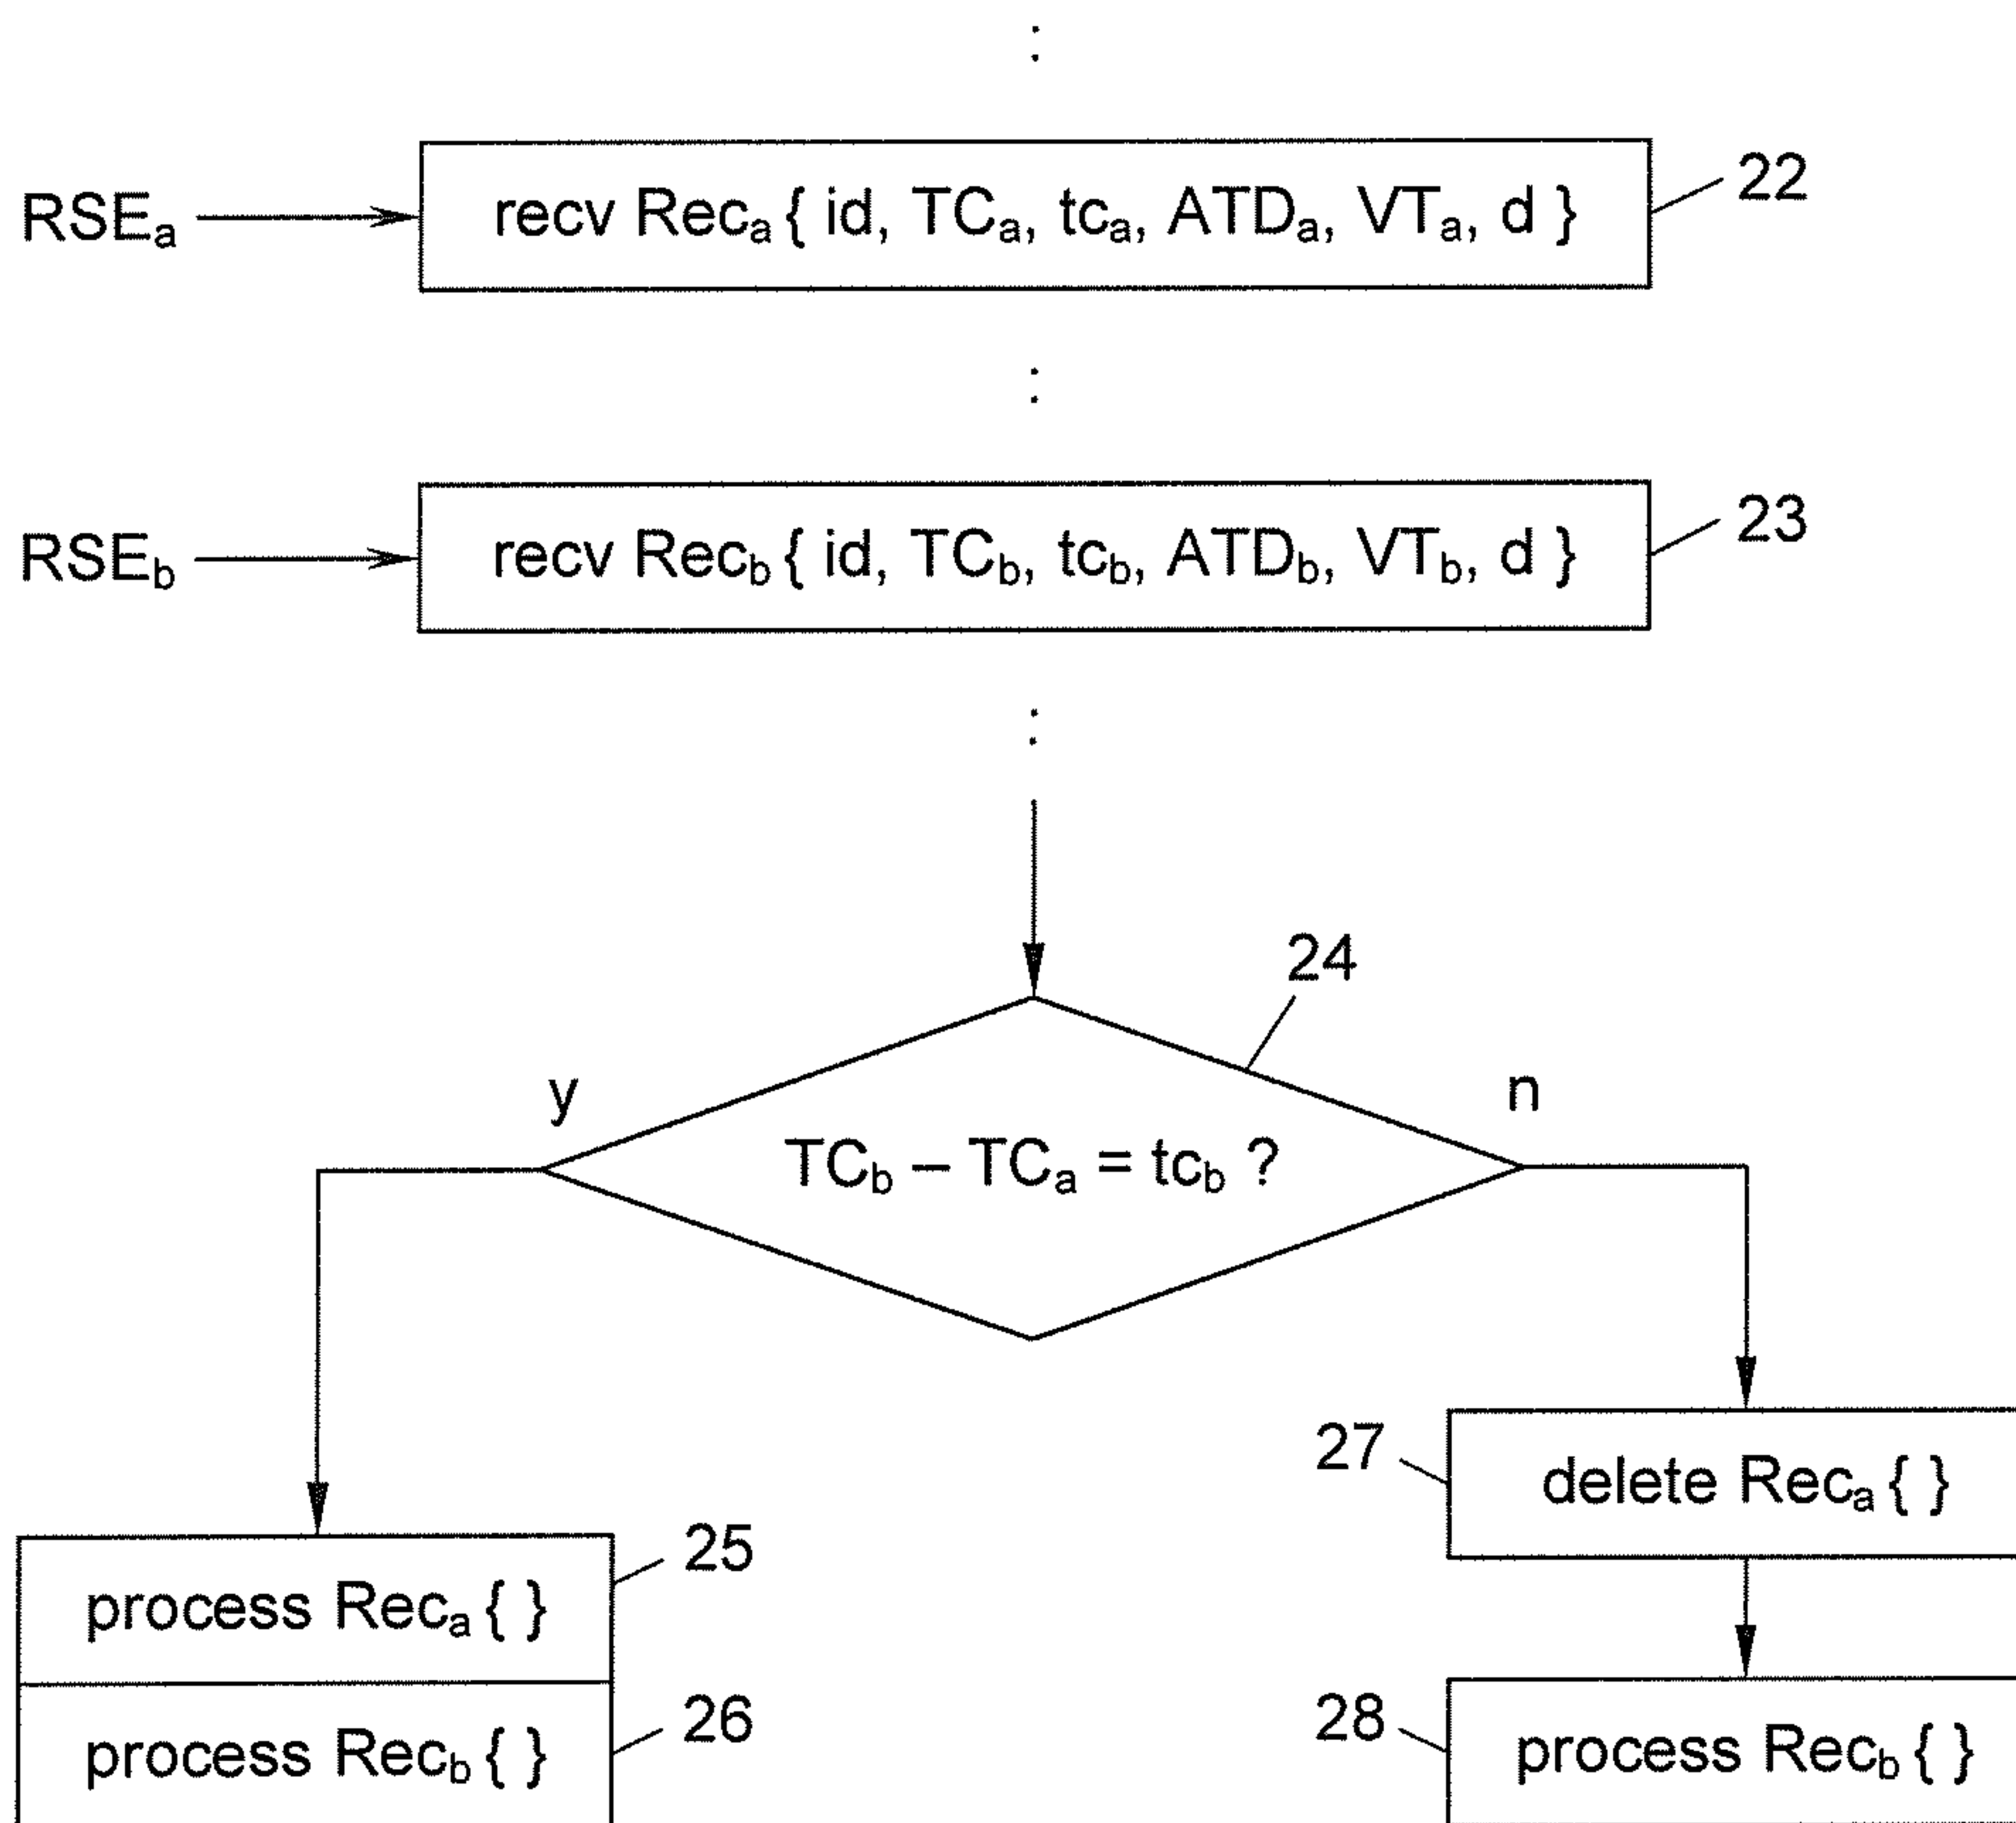 :
22
RSEa recv Reca { id, TCa, tca, ATDa, VTa, d }
:
23
RSEb recv Recb { id, TCb, tcb, ATDb, VTb, d }
:
24
y n
TCb – TCa = tcb ?
27
delete Reca { }
25
process Reca { }
26
process Recb { }
28
process Recb { }